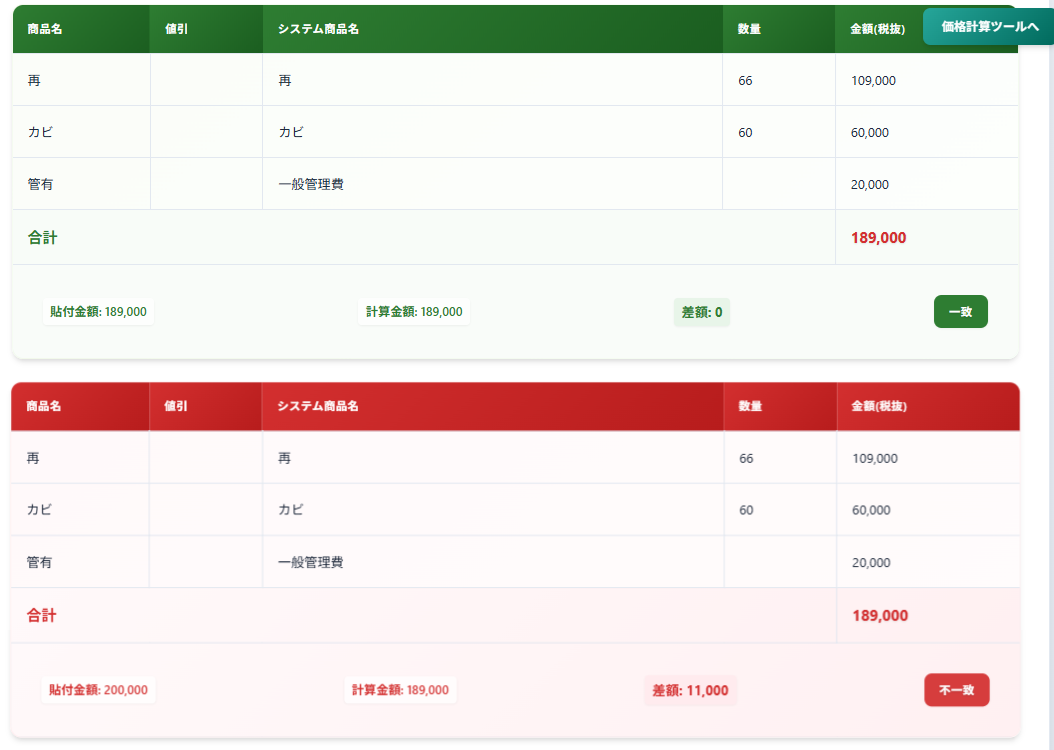 商品名 値引 システム商品名 数量 金額(税抜) 価格計算ツールへ
再 再 66 109,000
カビ カビ 60 60,000
管有 一般管理費 20,000
合計 189,000
貼付金額: 189,000 計算金額: 189,000 差額: 0 一致
商品名 値引 システム商品名 数量 金額(税抜)
再 再 66 109,000
カビ カビ 60 60,000
管有 一般管理費 20,000
合計 189,000
貼付金額: 200,000 計算金額: 189,000 差額: 11,000 不一致